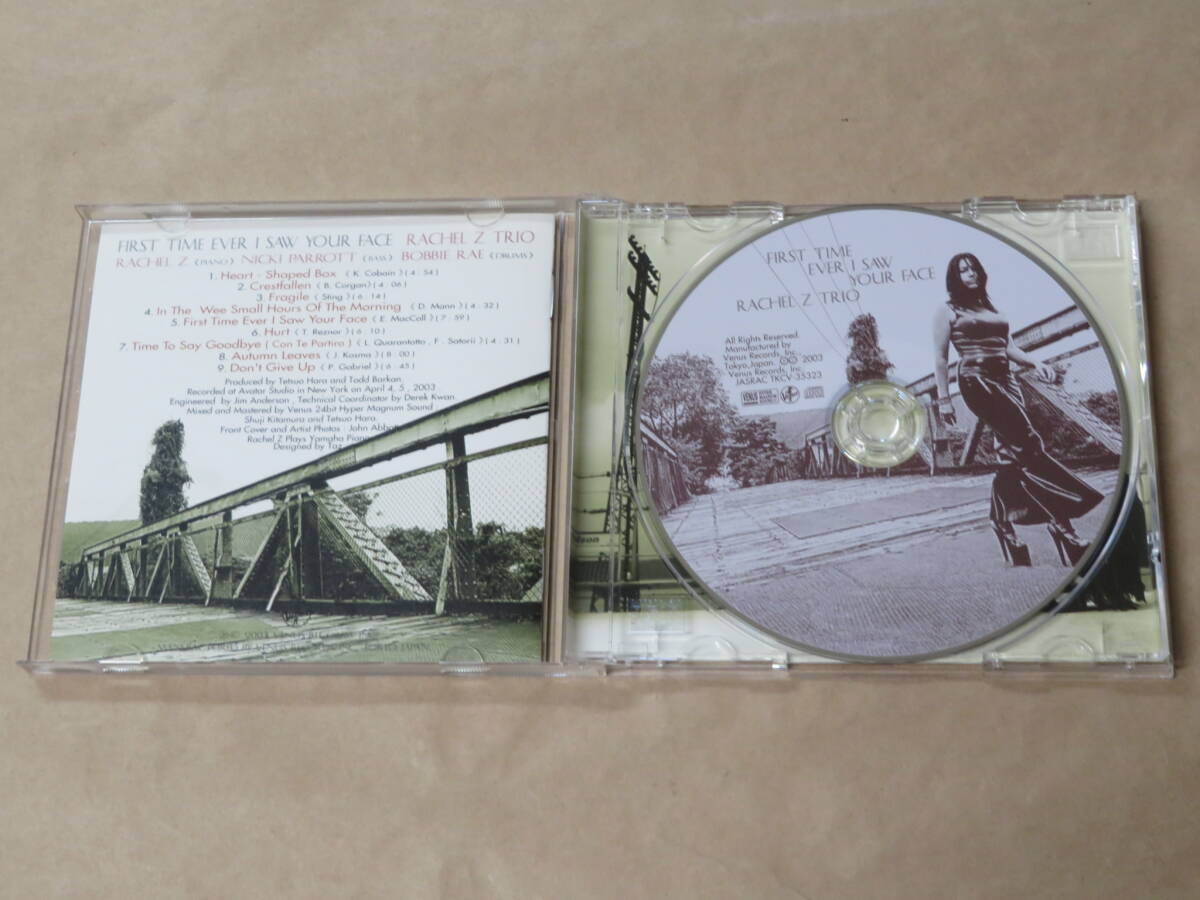 FIRST TIME EVER I SAW YOUR FACE RACHEL Z TRIO
RACHEL Z (PIANO) NICKI PARROTT (BASS) BOBBIE RAE (DRUMS)
1. Heart - Shaped Box ( K. Cobain ) ( 4 : 54 )
2. Crestfallen ( B. Corgan ) ( 4 : 06 )
3. Fragile ( Sting ) ( 6 : 14 )
4. In The Wee Small Hours Of The Morning ( D. Mann ) ( 4 : 32 )
5. First Time Ever I Saw Your Face ( E. MacColl ) ( 7 : 59 )
6. Hurt ( T. Reznor ) ( 6 : 10 )
7. Time To Say Goodbye ( Con Te Partiro ) ( L. Quarantotto , F . Satorii ) ( 4 : 31 )
8. Autumn Leaves ( J. Kosma ) ( 8 : 00 )
9. Don't Give Up ( P. Gabriel ) ( 6 : 45 )
Produced by Tetsuo Hara and Todd Barkan.
Recorded at Avatar Studio in New York on April 4, 5 , 2003 .
Engineered by Jim Anderson , Technical Coordinator by Derek Kwan.
Mixed and Mastered by Venus 24bit Hyper Magnum Sound :
Shuji Kitamura and Tetsuo Hara.
Front Cover and Artist Photos : John Abbott
Rachel Z Plays Yamaha Piano
Designed by Taz
FIRST TIME
EVER I SAW
YOUR FACE
RACHEL Z TRIO
All Rights Reserved.
Manufactured by
Venus Records, Inc.,
Tokyo,Japan. ℗© 2003
Venus Records, Inc.
JASRAC TKCV-35323
VENUS